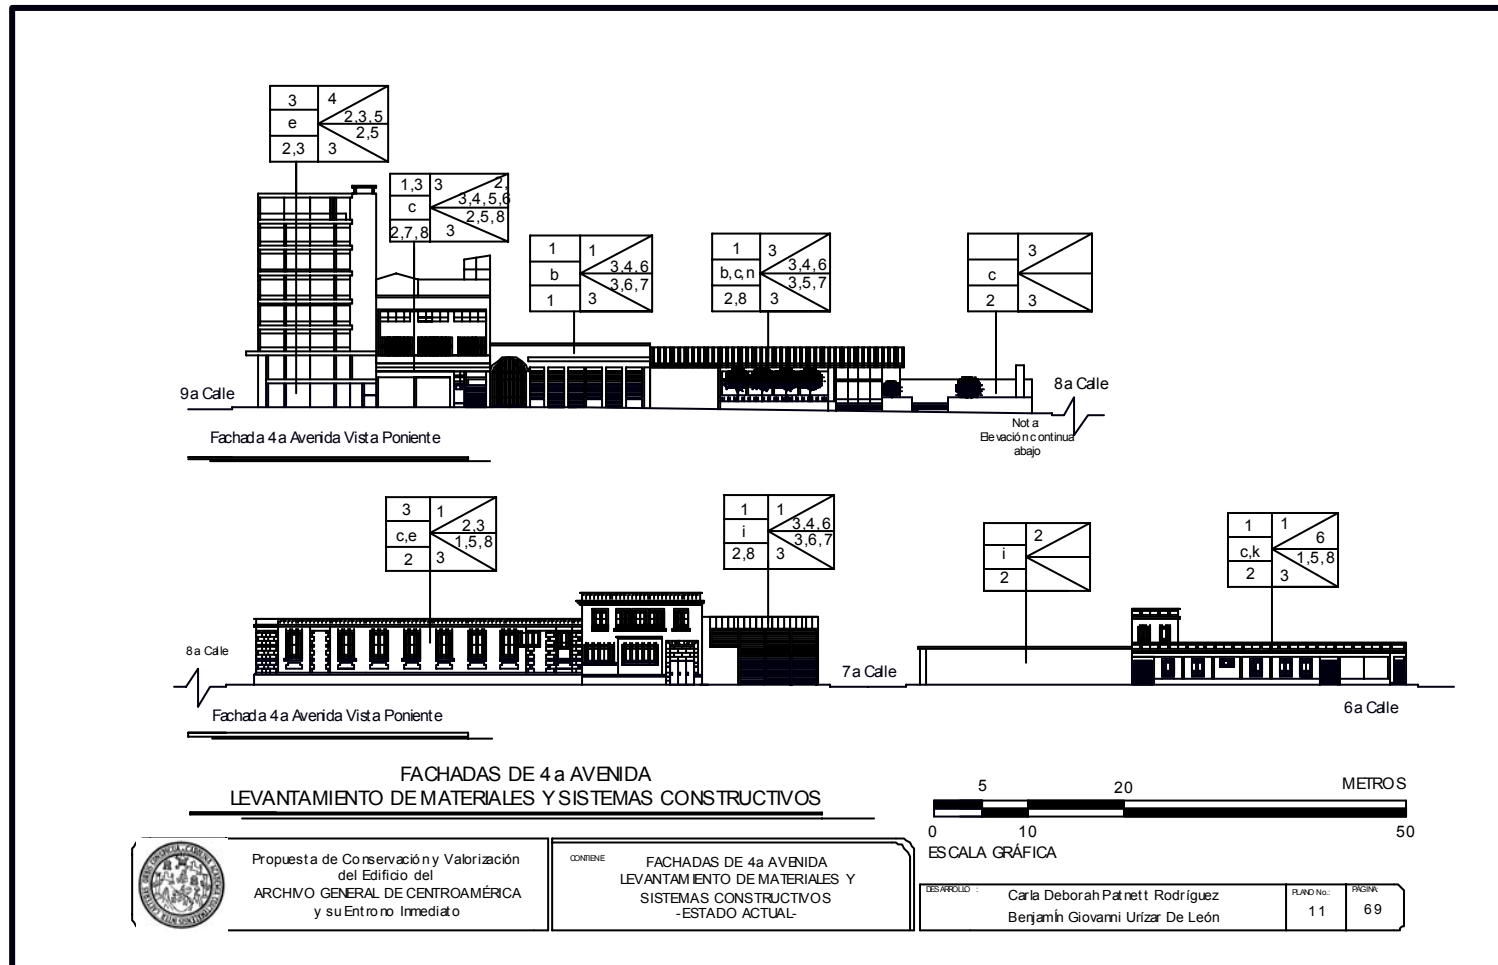 3 4
2,3,5
e
2,5
2,3 3
1,3 3 2,
3,4,5,6
c
2,5,8
2,7,8 3
1 1
3,4,6
b
3,6,7
1 3
1 3
3,4,6
b,c,n
3,5,7
2,8 3
3
c
2 3
9a Calle
8a Calle
Fachada 4a Avenida Vista Poniente
Nota
Elevación continua
abajo
3 1
2,3
c,e
1,5,8
2 3
1 1
3,4,6
i
3,6,7
2,8 3
2
i
2
1 1
6
c,k
1,5,8
2 3
8a Calle
7a Calle
6a Calle
Fachada 4a Avenida Vista Poniente
FACHADAS DE 4a AVENIDA
LEVANTAMIENTO DE MATERIALES Y SISTEMAS CONSTRUCTIVOS
5 20 METROS
0 10 50
ESCALA GRÁFICA
Propuesta de Conservación y Valorización
del Edificio del
ARCHIVO GENERAL DE CENTROAMÉRICA
y su Entrono Inmediato
CONTIENE
FACHADAS DE 4a AVENIDA
LEVANTAMIENTO DE MATERIALES Y
SISTEMAS CONSTRUCTIVOS
-ESTADO ACTUAL-
DESARROLLO :
Carla Deborah Patnett Rodríguez
Benjamín Giovanni Urízar De León
PLANO No.:
11
PÁGINA:
69